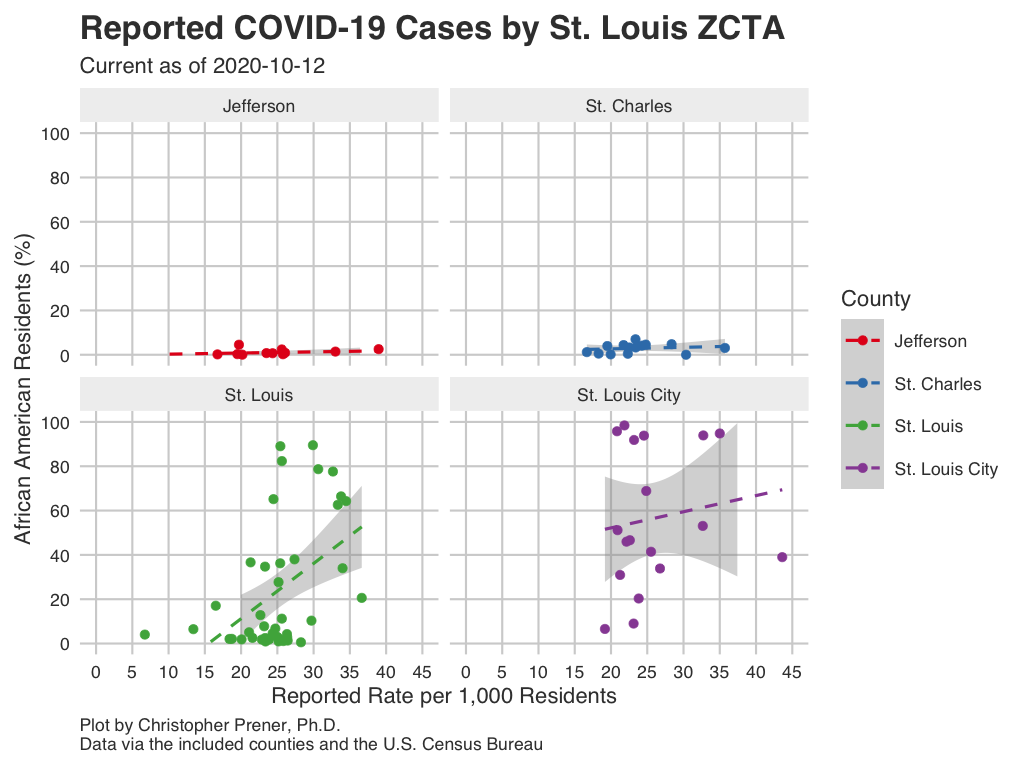 Reported COVID-19 Cases by St. Louis ZCTA
Current as of 2020-10-12
Jefferson
St. Charles
100
80
60
40
20
0
St. Louis
St. Louis City
100
80
60
40
20
0
African American Residents (%)
0 5 10 15 20 25 30 35 40 45
0 5 10 15 20 25 30 35 40 45
Reported Rate per 1,000 Residents
County
Jefferson
St. Charles
St. Louis
St. Louis City
Plot by Christopher Prener, Ph.D.
Data via the included counties and the U.S. Census Bureau